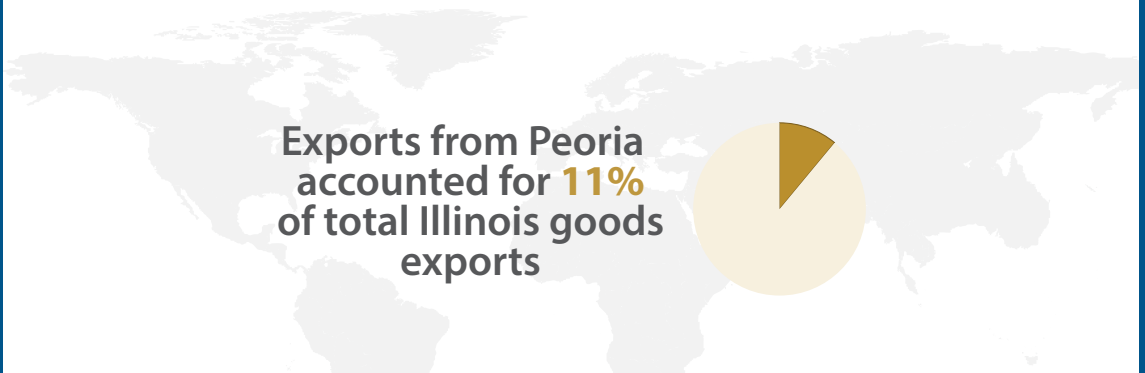 Exports from Peoria
accounted for 11%
of total Illinois goods
exports